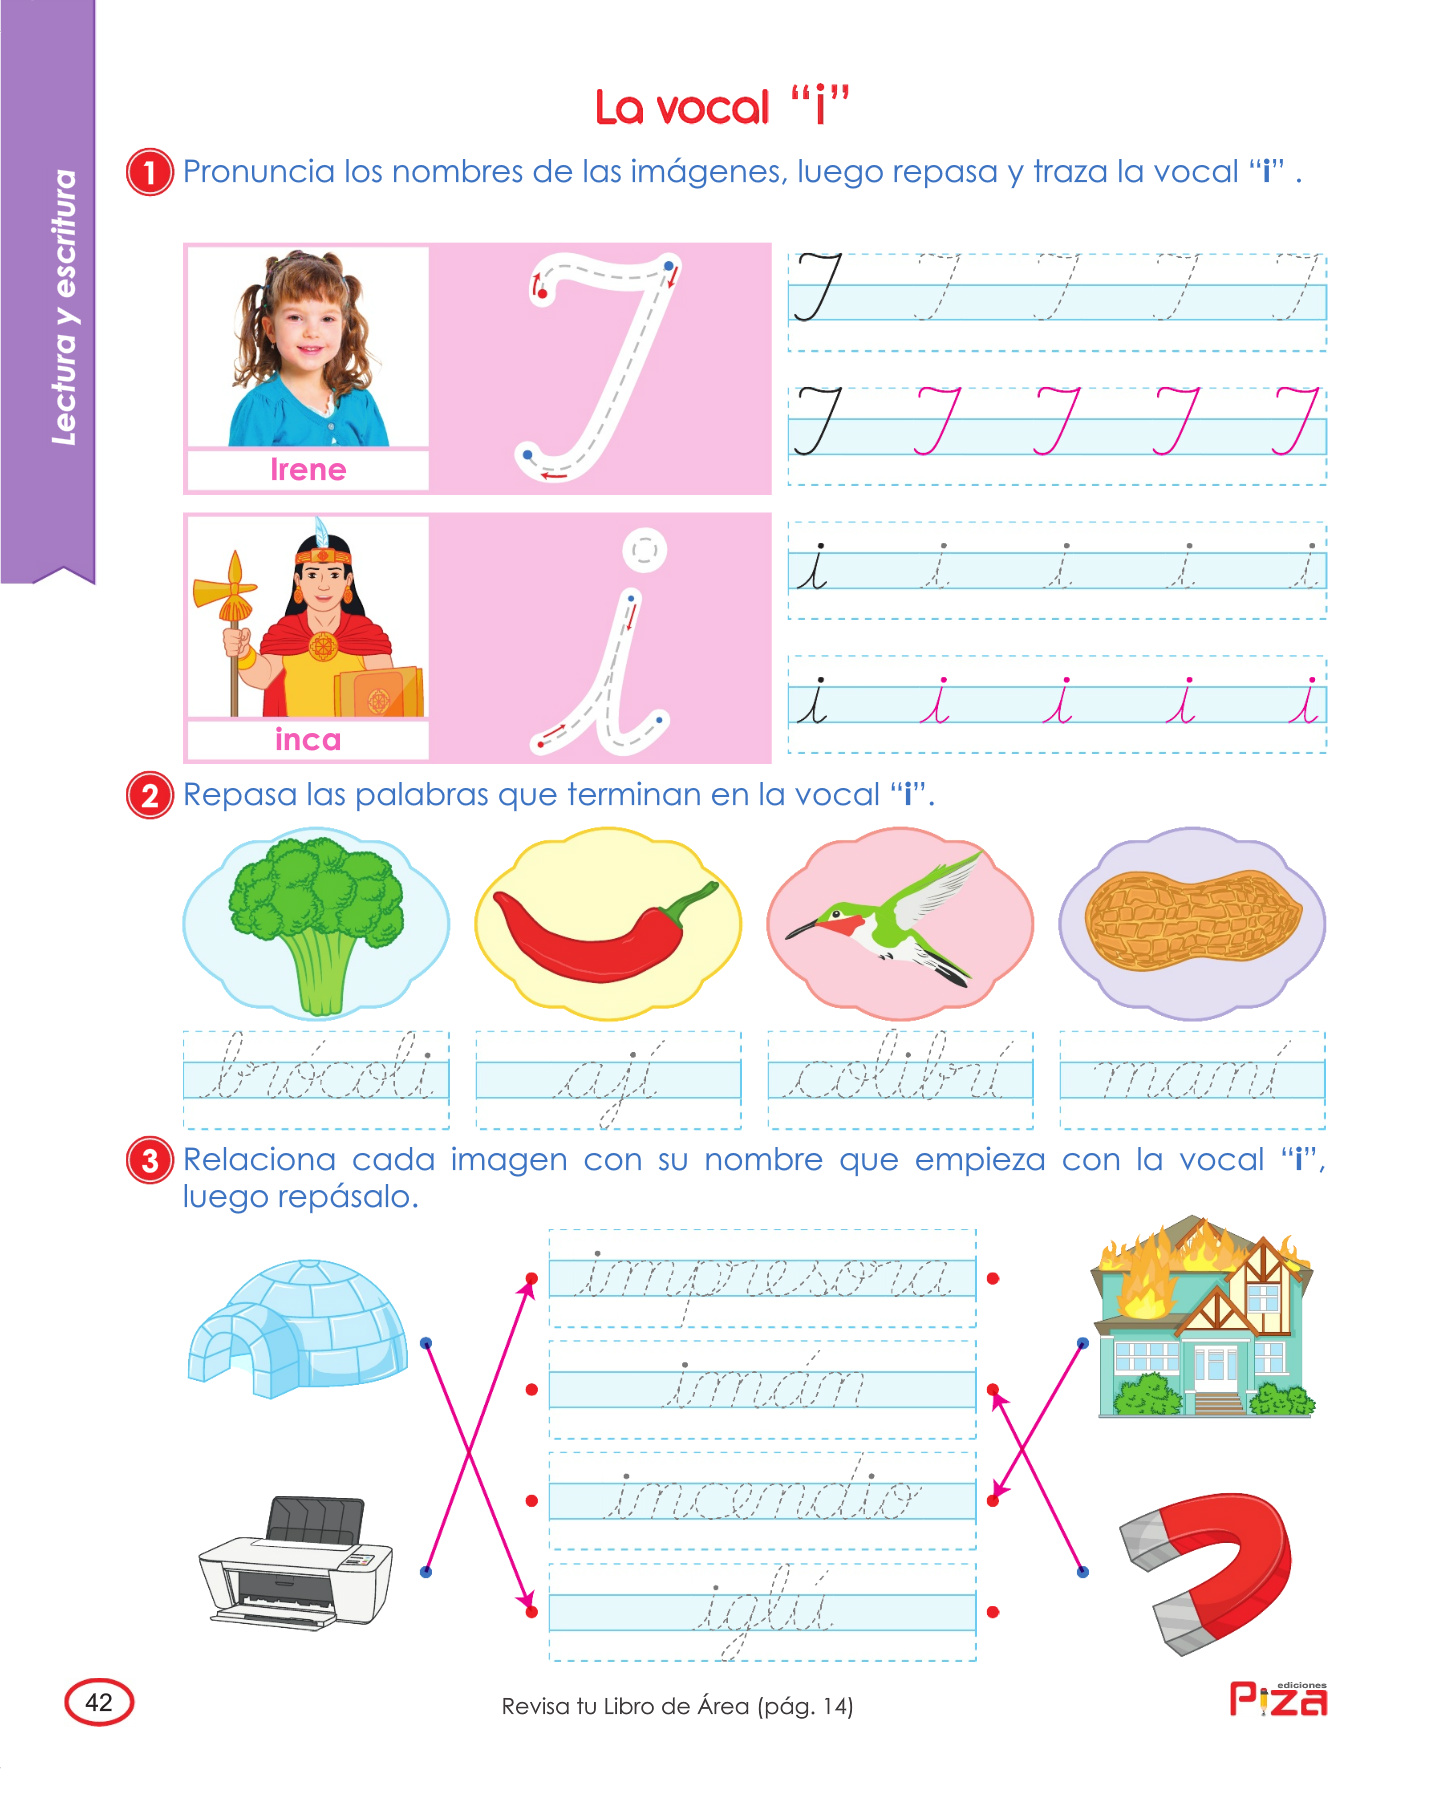 Lectura y escritura
La vocal “i”
1 Pronuncia los nombres de las imágenes, luego repasa y traza la vocal “i” .
I
I I I I I
I I I I I
Irene
i
i i i i i
i i i i i
inca
2 Repasa las palabras que terminan en la vocal “i”.
brócoli ají colibrí maní
3 Relaciona cada imagen con su nombre que empieza con la vocal “i”,
luego repásalo.
impresora
imán
incendio
iglú
42
Revisa tu Libro de Área (pág. 14)
ediciones
Piza